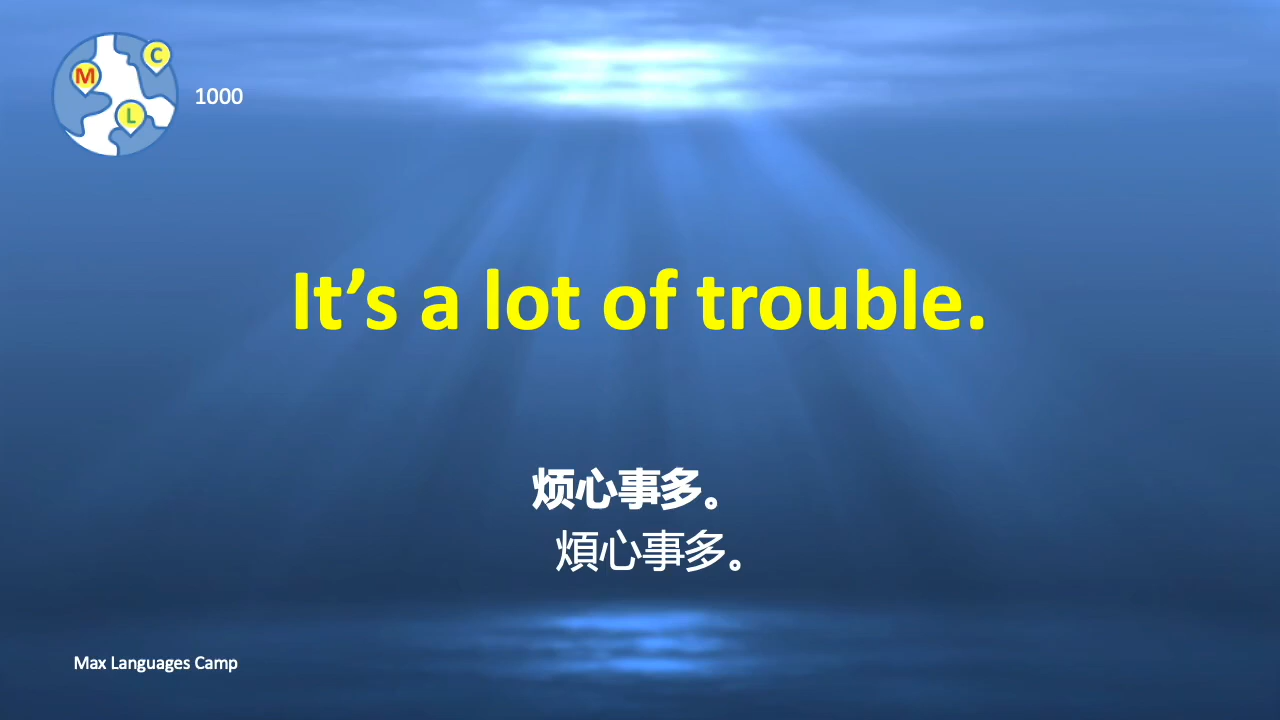 M
C
L
1000
It’s a lot of trouble.
烦心事多。
煩心事多。
Max Languages Camp